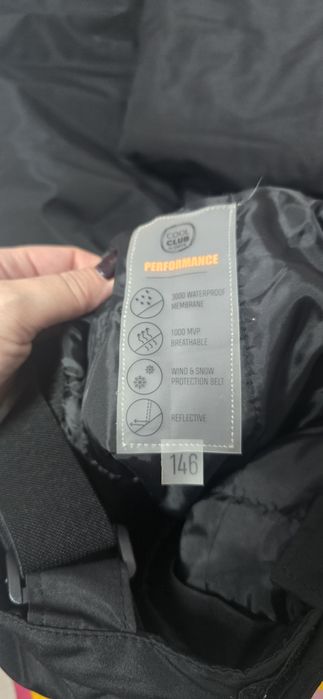 COOL
CLUB
PERFORMANCE
3000 WATERPROOF
MEMBRANE
1000 MVP
BREATHABLE
WIND & SNOW
PROTECTION BELT
REFLECTIVE
146